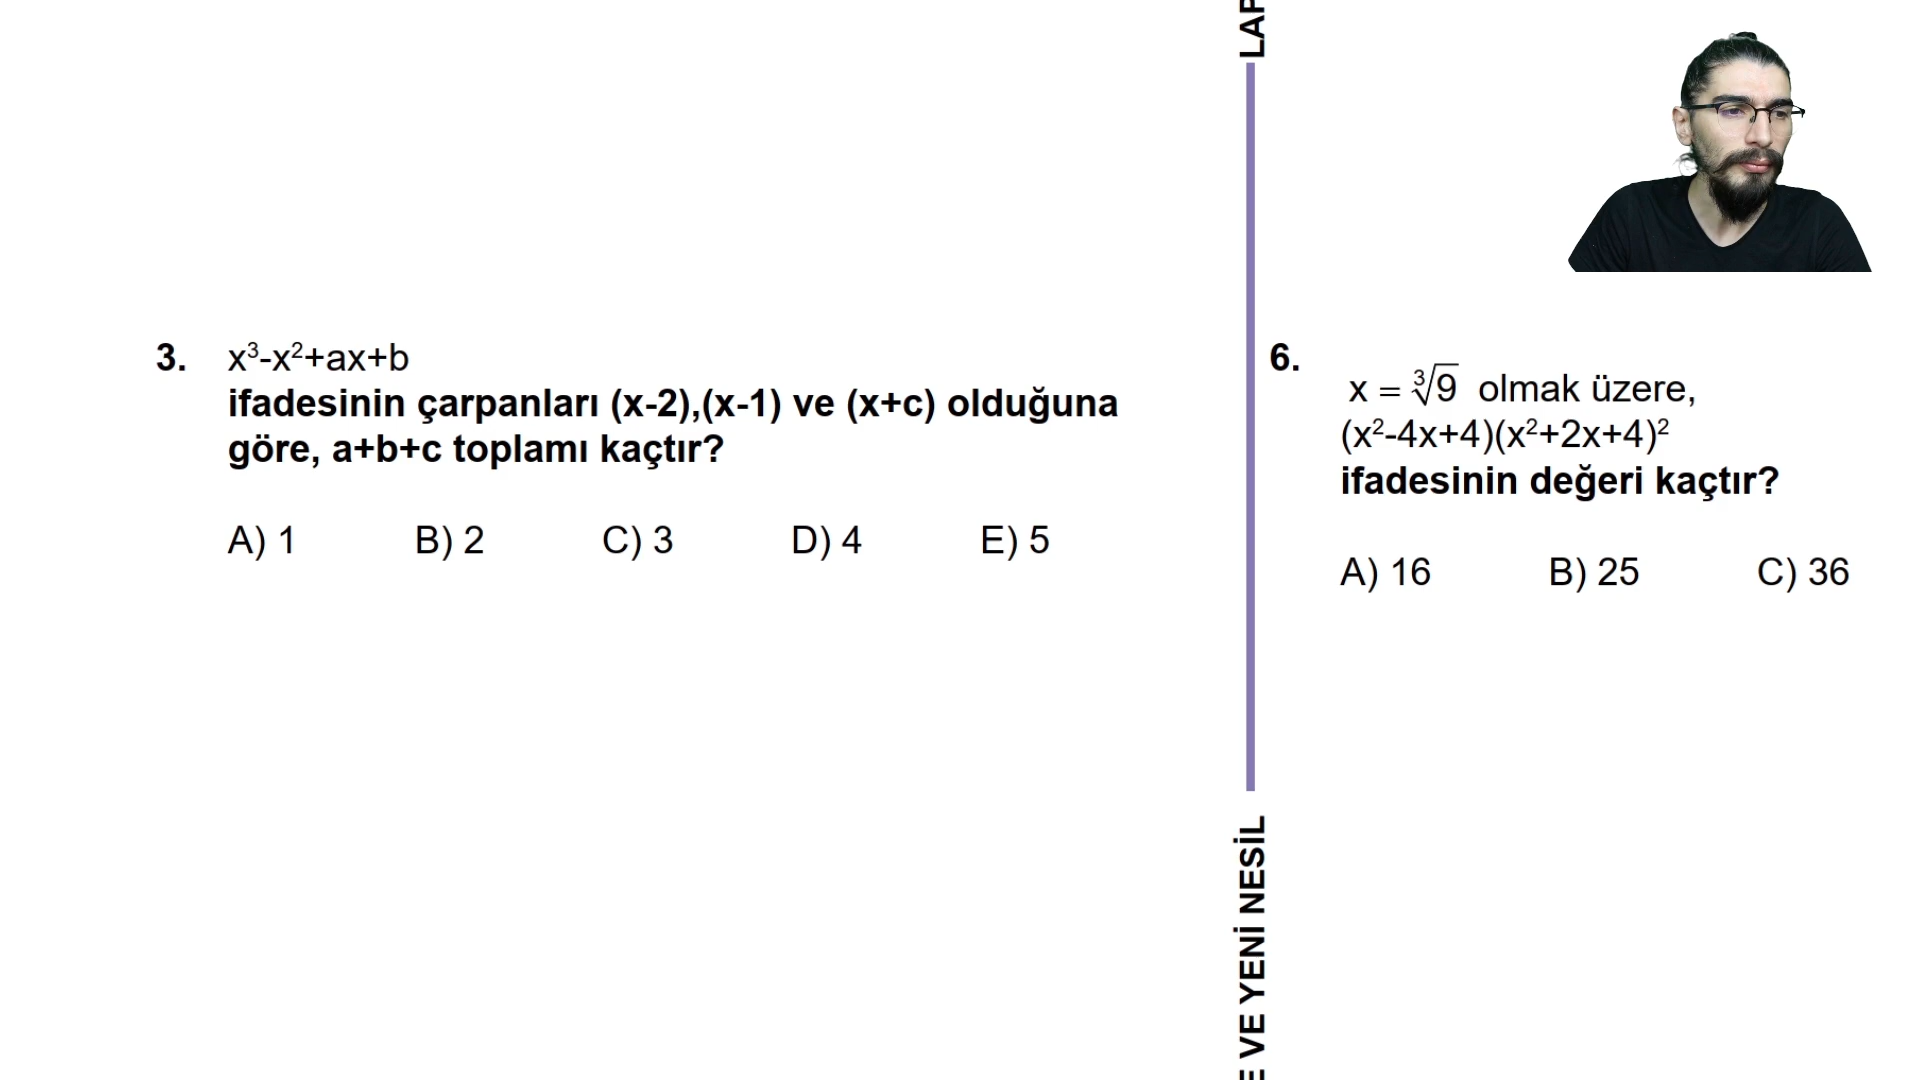 3. x³-x²+ax+b
ifadesinin çarpanları (x-2),(x-1) ve (x+c) olduğuna
göre, a+b+c toplamı kaçtır?
A) 1 B) 2 C) 3 D) 4 E) 5
E VE YENİ NESİL
6.
x = ∛9 olmak üzere,
(x²-4x+4)(x²+2x+4)²
ifadesinin değeri kaçtır?
A) 16 B) 25 C) 36